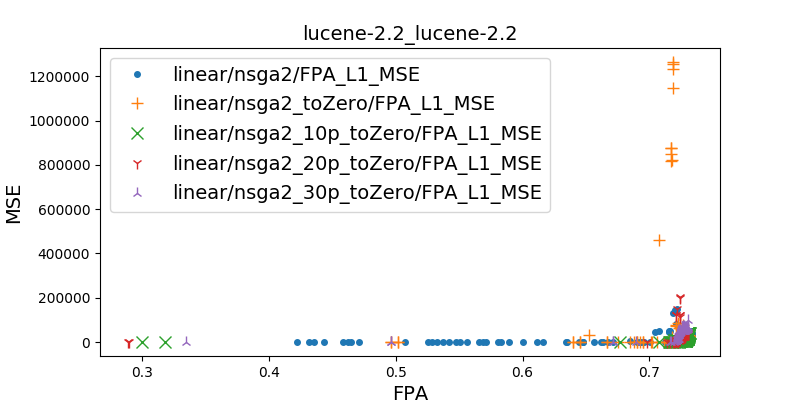 lucene-2.2_lucene-2.2
linear/nsga2/FPA_L1_MSE
linear/nsga2_toZero/FPA_L1_MSE
linear/nsga2_10p_toZero/FPA_L1_MSE
linear/nsga2_20p_toZero/FPA_L1_MSE
linear/nsga2_30p_toZero/FPA_L1_MSE
MSE
1200000
1000000
800000
600000
400000
200000
0
0.3 0.4 0.5 0.6 0.7
FPA